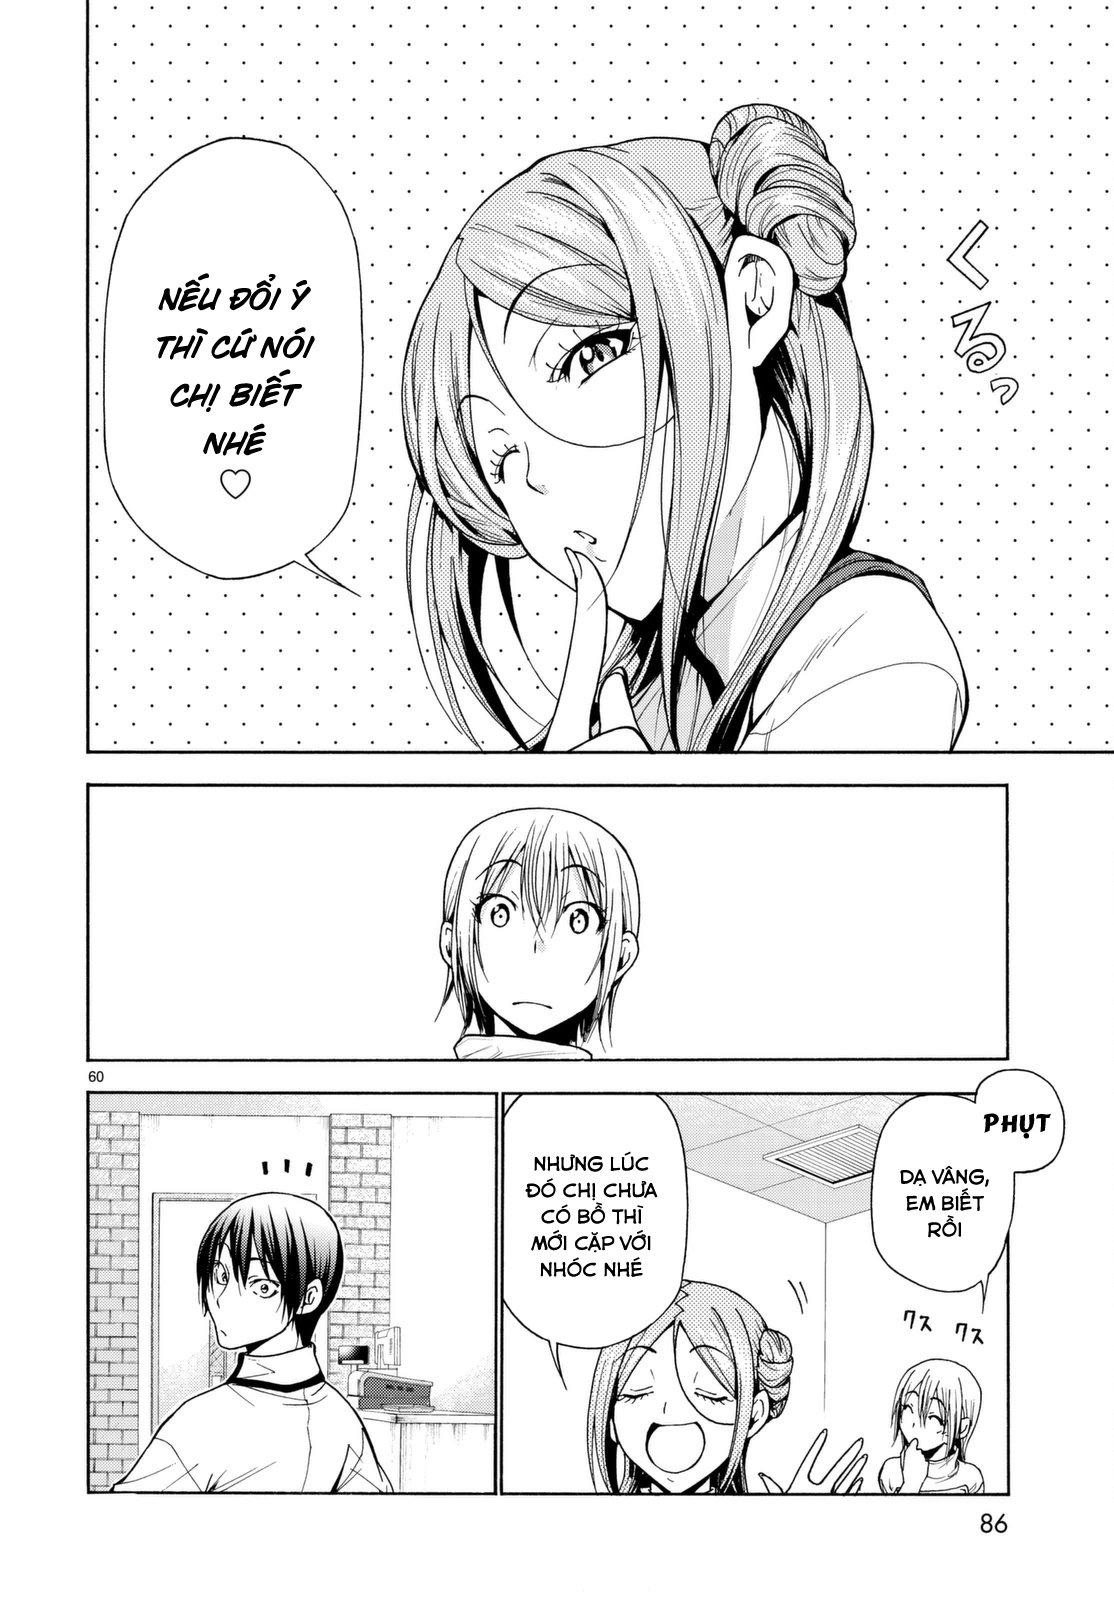 NẾU ĐỔI Ý
THÌ CỨ NÓI
CHỊ BIẾT
NHÉ
♡
くるっ
60
PHỤT
DẠ VÂNG,
EM BIẾT
RỒI
クス クス
NHƯNG LÚC
ĐÓ CHỊ CHƯA
CÓ BỒ THÌ
MỚI CẶP VỚI
NHÓC NHÉ
86